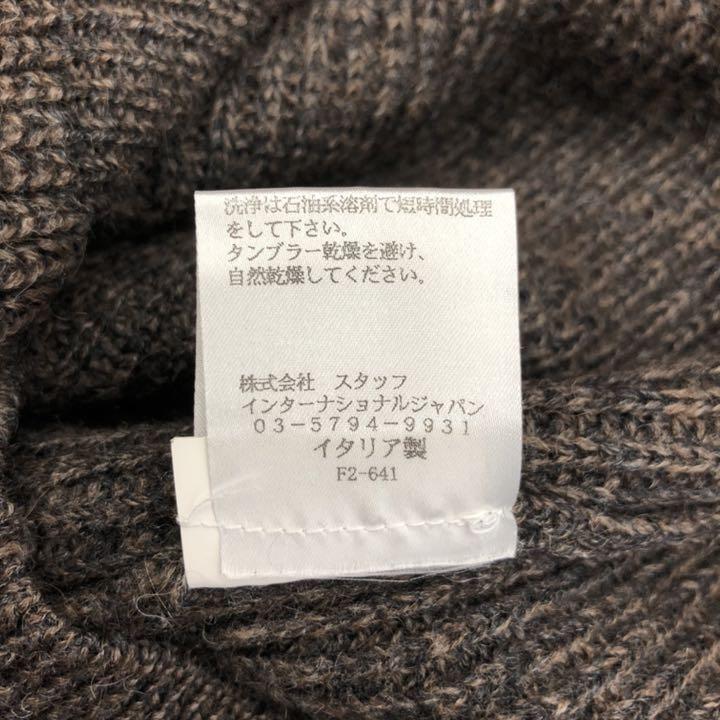 洗浄は石油系溶剤で短時間処理
をして下さい。
タンブラー乾燥を避け、
自然乾燥してください。
株式会社 スタッフ
インターナショナルジャパン
03-5794-9931
イタリア製
F2-641